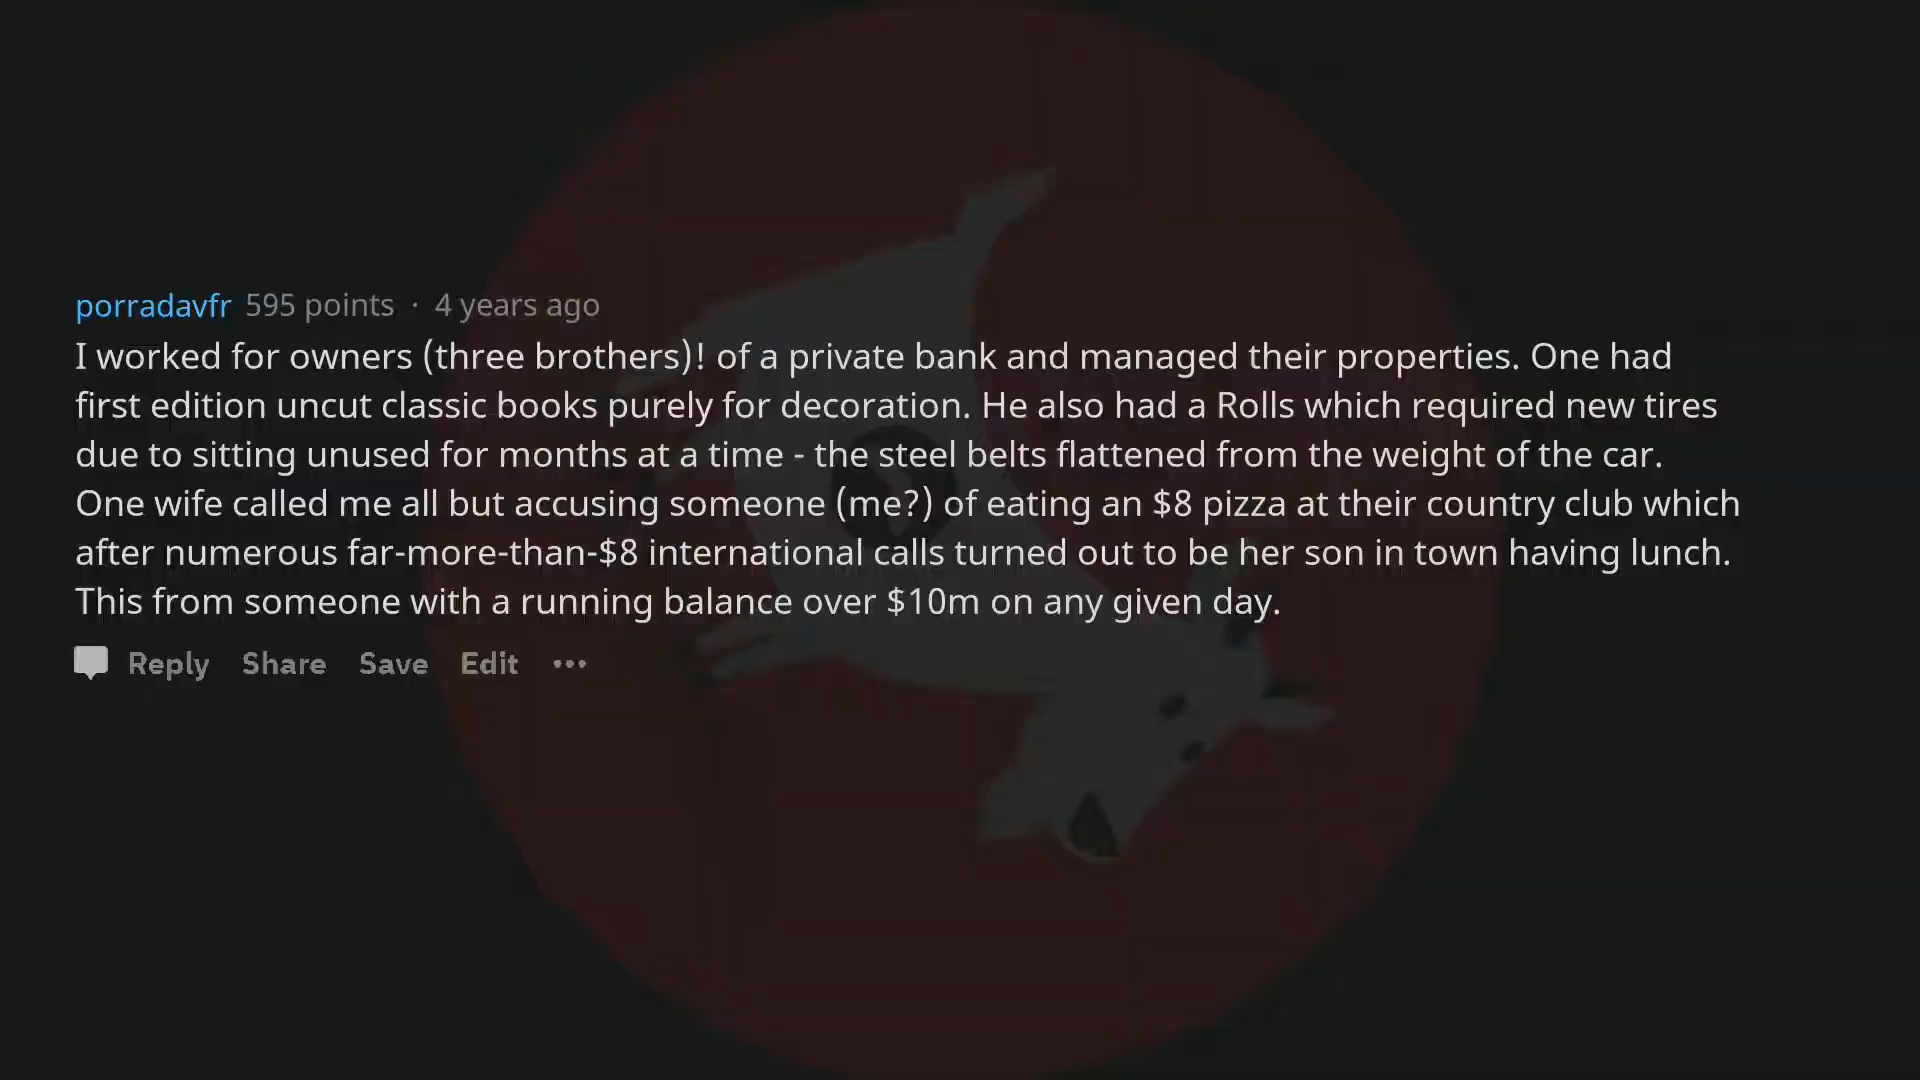 porradavfr 595 points · 4 years ago
I worked for owners (three brothers)! of a private bank and managed their properties. One had
first edition uncut classic books purely for decoration. He also had a Rolls which required new tires
due to sitting unused for months at a time - the steel belts flattened from the weight of the car.
One wife called me all but accusing someone (me?) of eating an $8 pizza at their country club which
after numerous far-more-than-$8 international calls turned out to be her son in town having lunch.
This from someone with a running balance over $10m on any given day.
Reply Share Save Edit •••